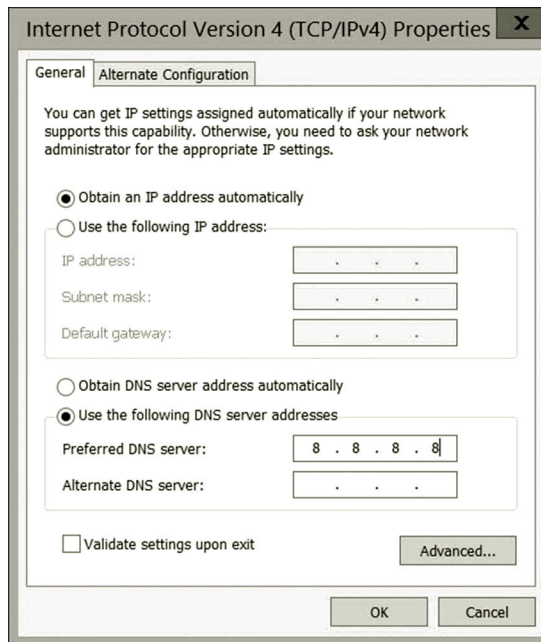 Internet Protocol Version 4 (TCP/IPv4) Properties X
General Alternate Configuration
You can get IP settings assigned automatically if your network
supports this capability. Otherwise, you need to ask your network
administrator for the appropriate IP settings.
Obtain an IP address automatically
Use the following IP address:
IP address: . . .
Subnet mask: . . .
Default gateway: . . .
Obtain DNS server address automatically
Use the following DNS server addresses
Preferred DNS server: 8 . 8 . 8 . 8
Alternate DNS server: . . .
Validate settings upon exit
Advanced...
OK Cancel